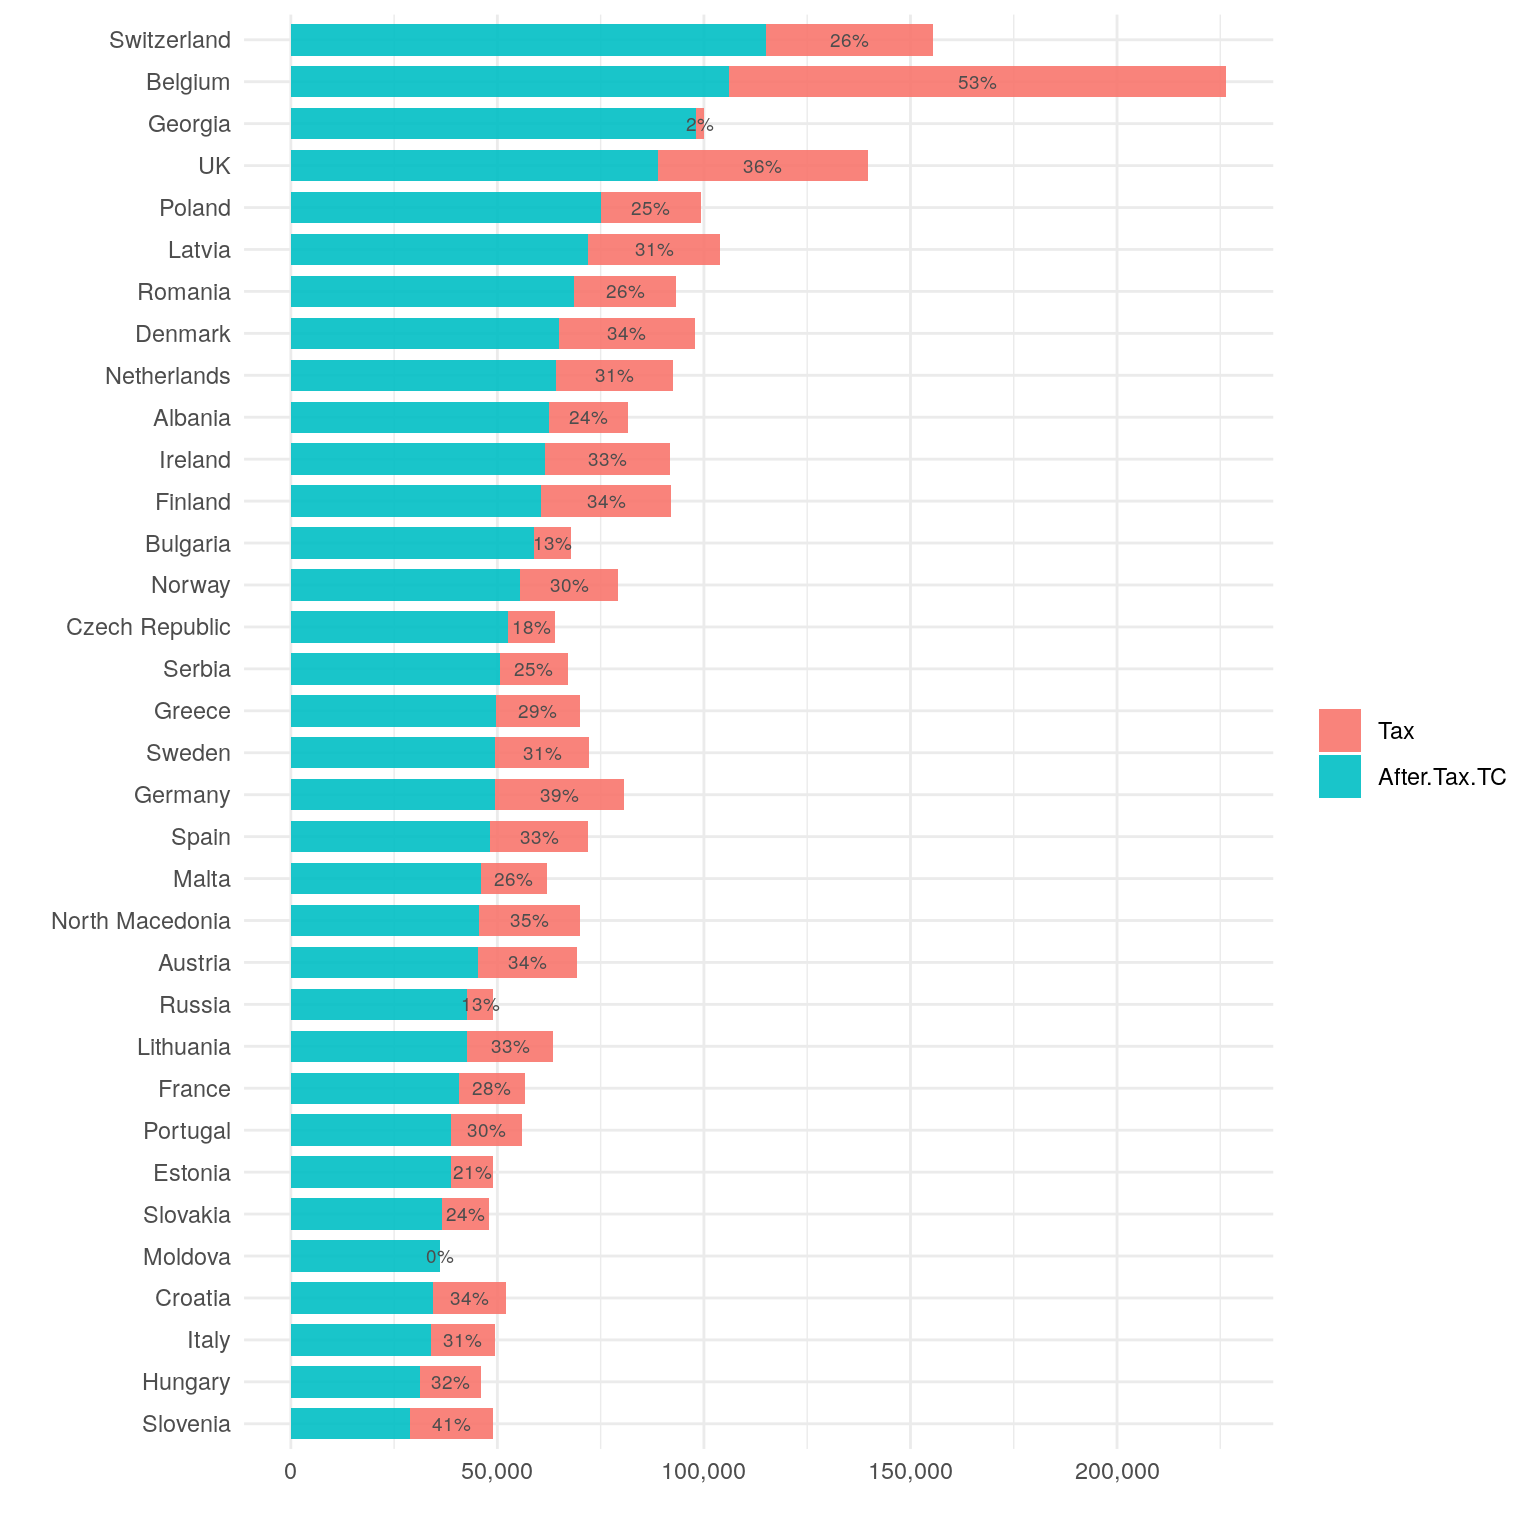 Switzerland 26%
Belgium 53%
Georgia 2%
UK 36%
Poland 25%
Latvia 31%
Romania 26%
Denmark 34%
Netherlands 31%
Albania 24%
Ireland 33%
Finland 34%
Bulgaria 13%
Norway 30%
Czech Republic 18%
Serbia 25%
Greece 29%
Sweden 31%
Germany 39%
Spain 33%
Malta 26%
North Macedonia 35%
Austria 34%
Russia 13%
Lithuania 33%
France 28%
Portugal 30%
Estonia 21%
Slovakia 24%
Moldova 0%
Croatia 34%
Italy 31%
Hungary 32%
Slovenia 41%
0 50,000 100,000 150,000 200,000
Tax
After.Tax.TC